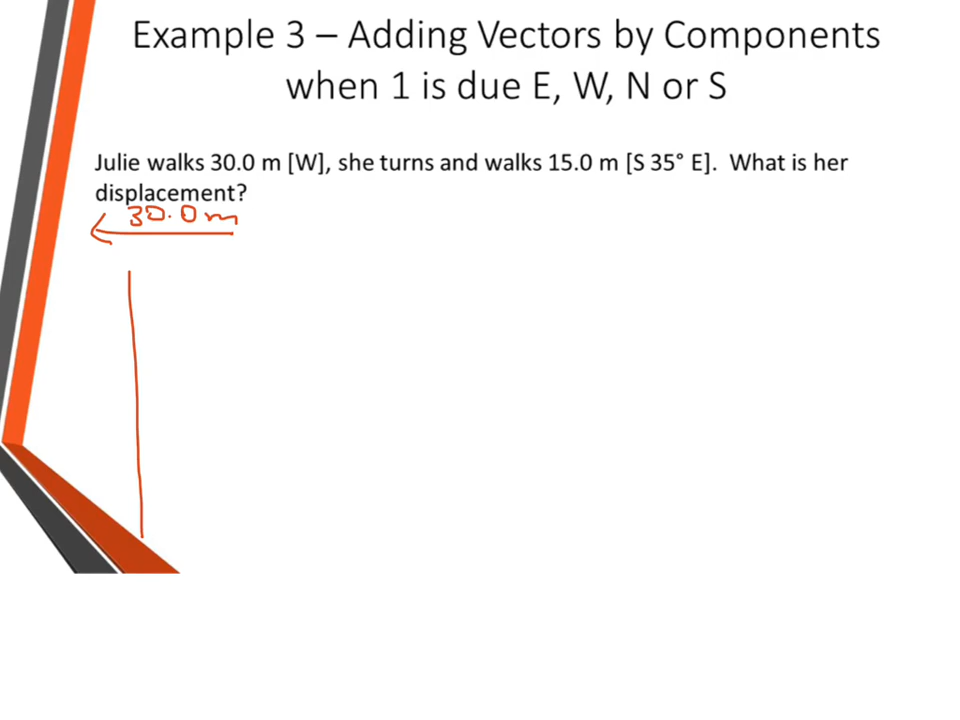 Example 3 – Adding Vectors by Components
when 1 is due E, W, N or S
Julie walks 30.0 m [W], she turns and walks 15.0 m [S 35° E]. What is her
displacement?
30.0 m